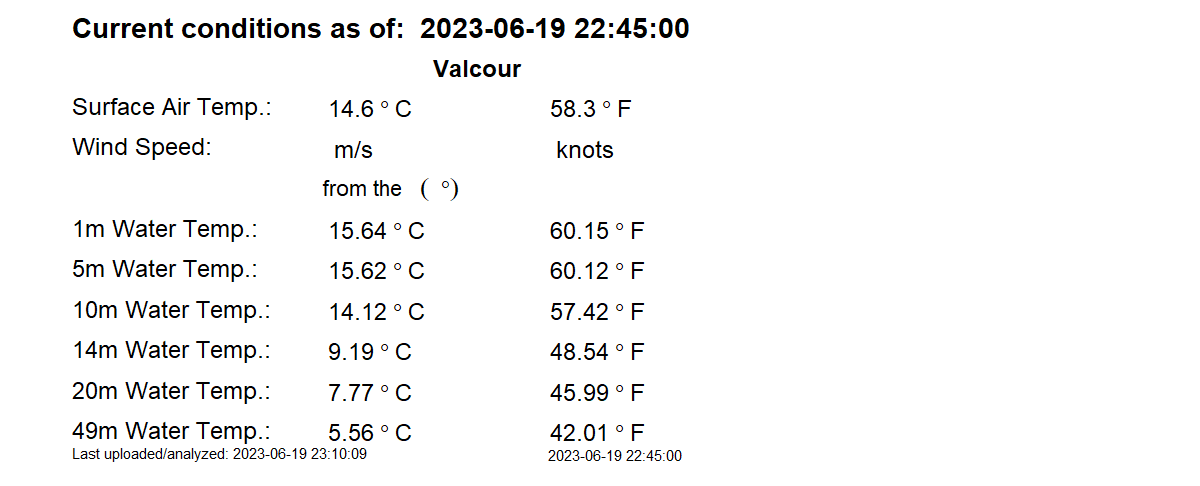 Current conditions as of: 2023-06-19 22:45:00
Valcour
Surface Air Temp.: 14.6 ° C 58.3 ° F
Wind Speed: m/s knots
from the ( °)
1m Water Temp.: 15.64 ° C 60.15 ° F
5m Water Temp.: 15.62 ° C 60.12 ° F
10m Water Temp.: 14.12 ° C 57.42 ° F
14m Water Temp.: 9.19 ° C 48.54 ° F
20m Water Temp.: 7.77 ° C 45.99 ° F
49m Water Temp.: 5.56 ° C 42.01 ° F
Last uploaded/analyzed: 2023-06-19 23:10:09 2023-06-19 22:45:00